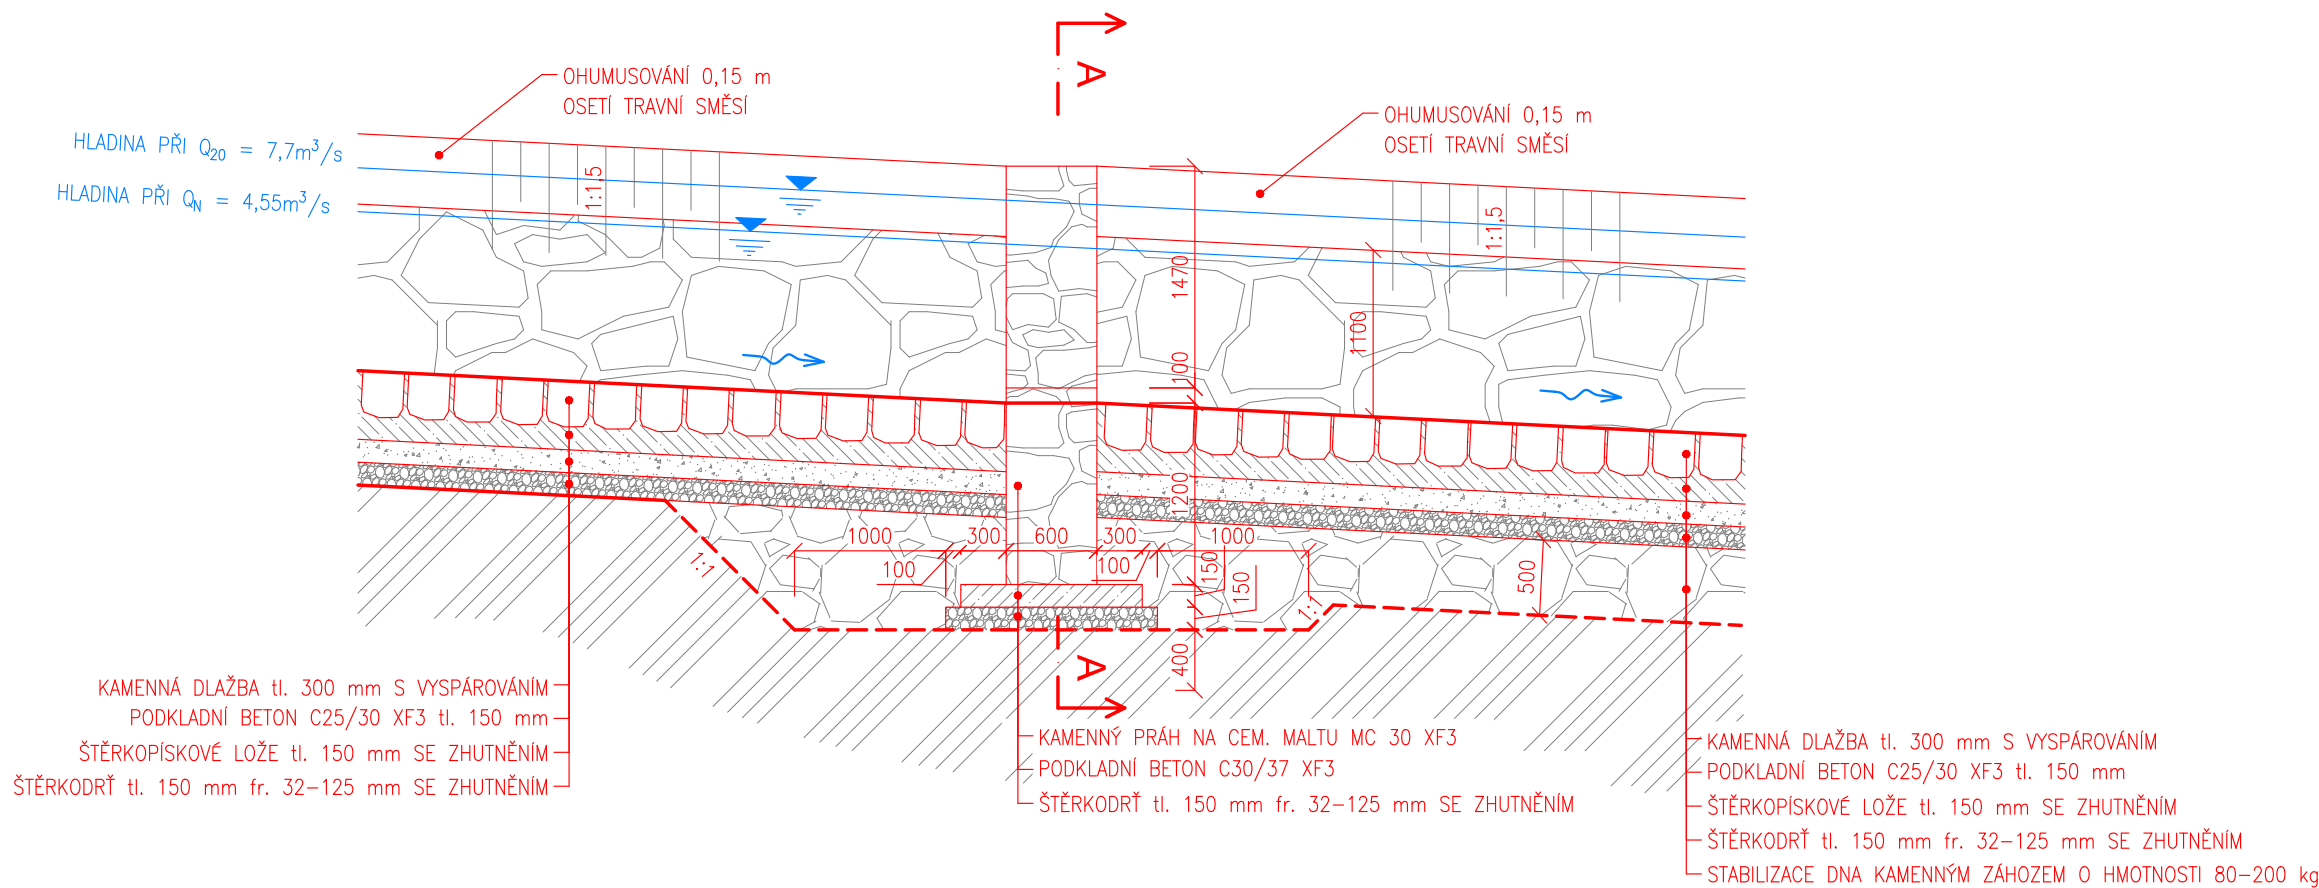 A
OHUMUSOVÁNÍ 0,15 m
OSETÍ TRAVNÍ SMĚSÍ
OHUMUSOVÁNÍ 0,15 m
OSETÍ TRAVNÍ SMĚSÍ
HLADINA PŘI Q20 = 7,7m³/s
HLADINA PŘI QN = 4,55m³/s
1:1,5
1:1,5
1470
1100
100
1200
1000
300
600
300
1000
100
100
150
150
500
1:1
1:1
400
A
KAMENNÁ DLAŽBA tl. 300 mm S VYSPÁROVÁNÍM
PODKLADNÍ BETON C25/30 XF3 tl. 150 mm
ŠTĚRKOPÍSKOVÉ LOŽE tl. 150 mm SE ZHUTNĚNÍM
ŠTĚRKODRŤ tl. 150 mm fr. 32-125 mm SE ZHUTNĚNÍM
KAMENNÝ PRÁH NA CEM. MALTU MC 30 XF3
PODKLADNÍ BETON C30/37 XF3
ŠTĚRKODRŤ tl. 150 mm fr. 32-125 mm SE ZHUTNĚNÍM
KAMENNÁ DLAŽBA tl. 300 mm S VYSPÁROVÁNÍM
PODKLADNÍ BETON C25/30 XF3 tl. 150 mm
ŠTĚRKOPÍSKOVÉ LOŽE tl. 150 mm SE ZHUTNĚNÍM
ŠTĚRKODRŤ tl. 150 mm fr. 32-125 mm SE ZHUTNĚNÍM
STABILIZACE DNA KAMENNÝM ZÁHOZEM O HMOTNOSTI 80-200 kg